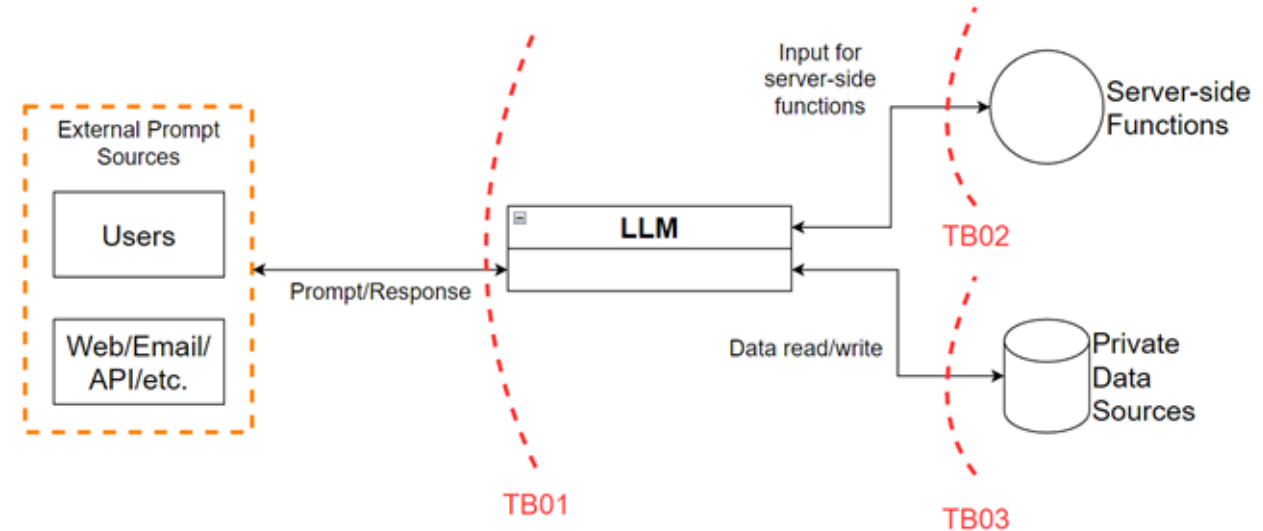 External Prompt
Sources
Users
Web/Email/
API/etc.
Prompt/Response
TB01
LLM
Input for
server-side
functions
Server-side
Functions
TB02
Data read/write
Private
Data
Sources
TB03